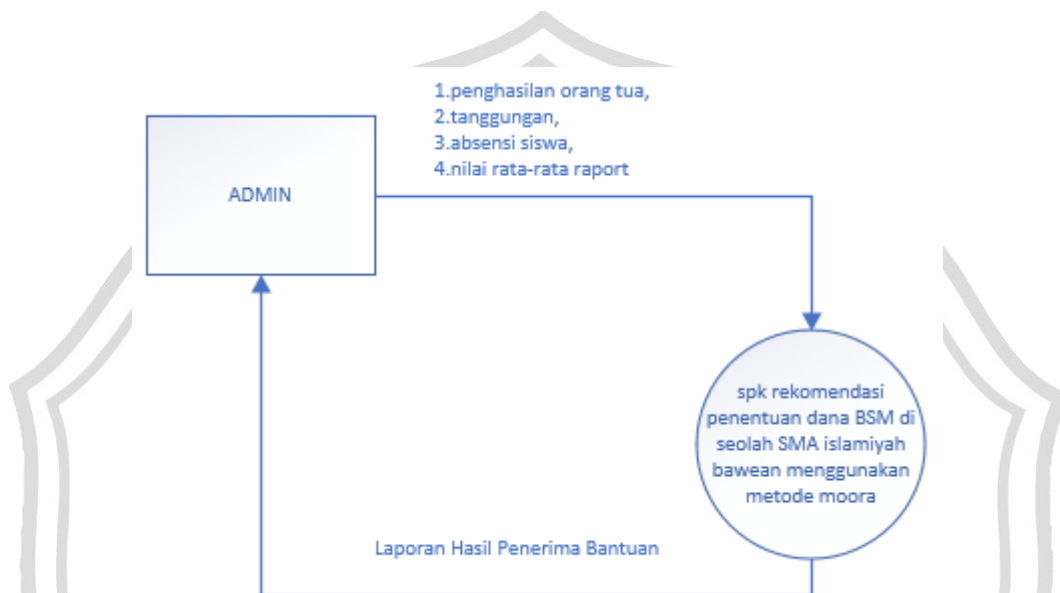 1.penghasilan orang tua,
2.tanggungan,
3.absensi siswa,
4.nilai rata-rata raport
ADMIN
spk rekomendasi
penentuan dana BSM di
seolah SMA islamiyah
bawean menggunakan
metode moora
Laporan Hasil Penerima Bantuan